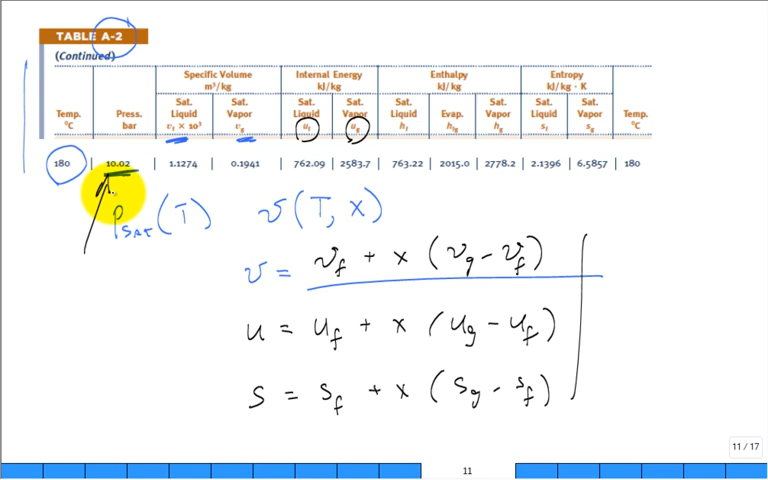 TABLE A-2
(Continued)
Specific Volume Internal Energy Enthalpy Entropy
m³/kg kJ/kg kJ/kg kJ/kg · K
Sat. Sat. Sat. Sat. Sat. Sat. Sat. Sat.
Temp. Press. Liquid Vapor Liquid Vapor Liquid Evap. Vapor Liquid Vapor Temp.
°C bar vf × 10³ vg uf ug hf hfg hg sf sg °C
180 10.02 1.1274 0.1941 762.09 2583.7 763.22 2015.0 2778.2 2.1396 6.5857 180
PSAT (T) v(T, x)
v = vf + x (vg - vf)
u = uf + x (ug - uf)
s = sf + x (sg - sf)
11 / 17
11